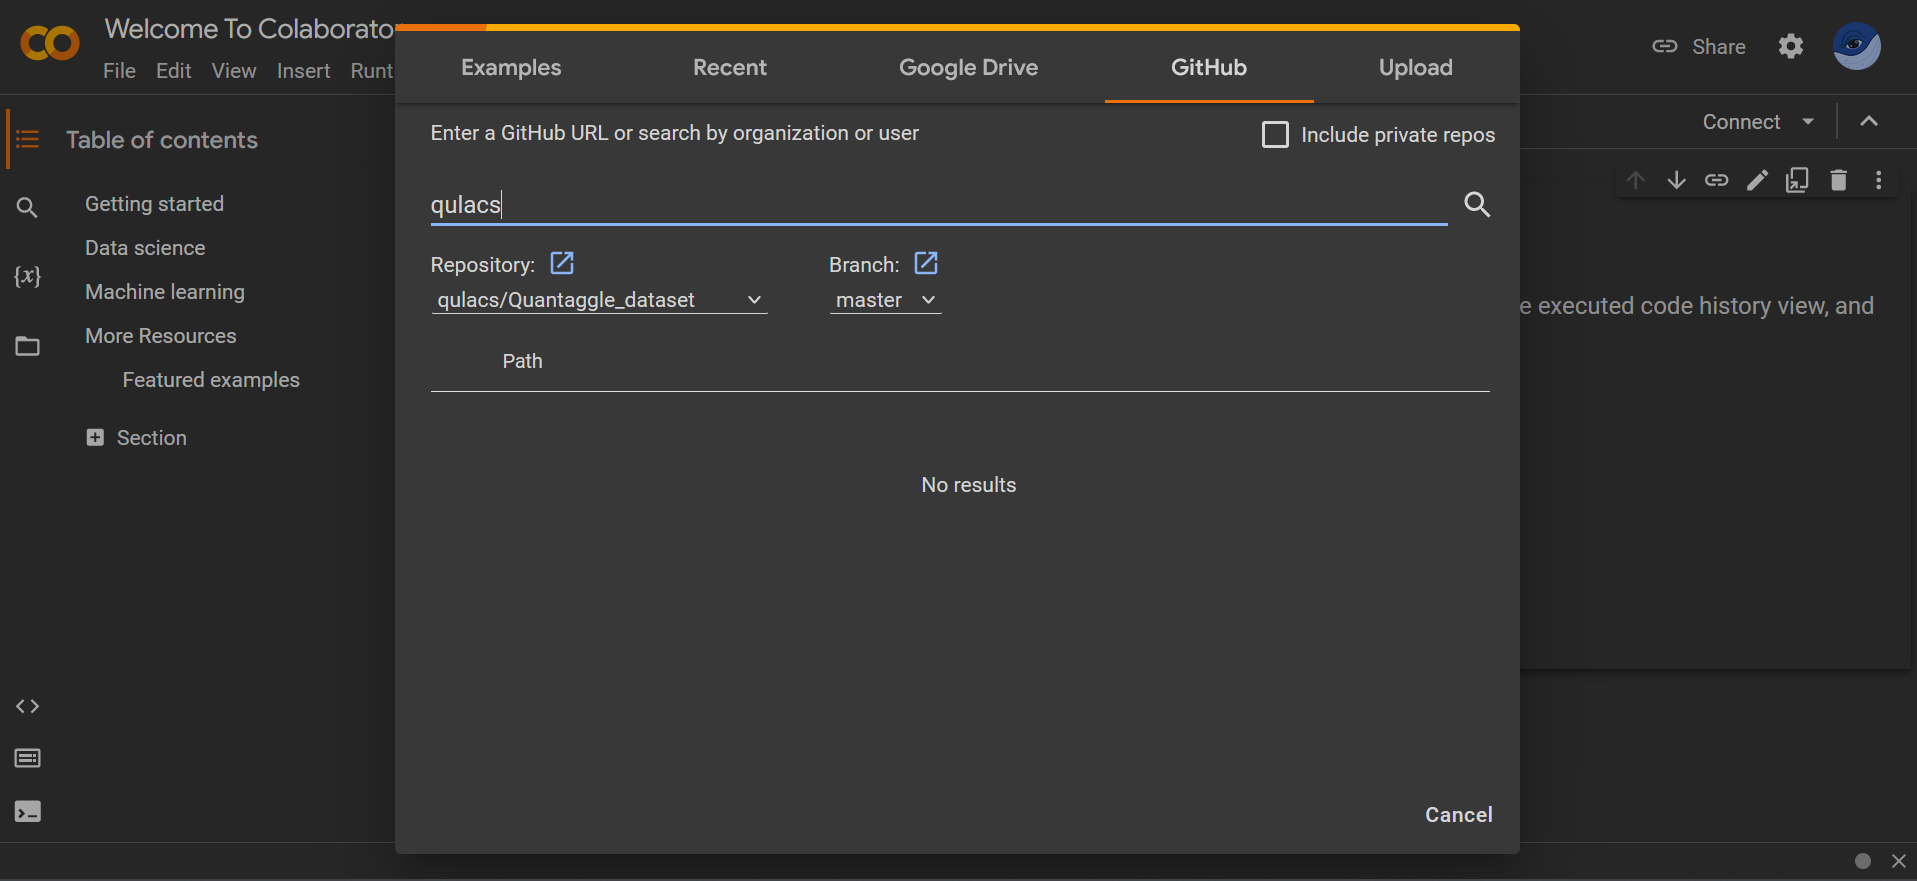 Welcome To Colaborato
File Edit View Insert Runt
Share
Examples Recent Google Drive GitHub Upload
Connect
Table of contents
Getting started
Data science
Machine learning
More Resources
Featured examples
Section
Enter a GitHub URL or search by organization or user
Include private repos
qulacs
Repository:
Branch:
qulacs/Quantaggle_dataset
master
Path
No results
Cancel
e executed code history view, and